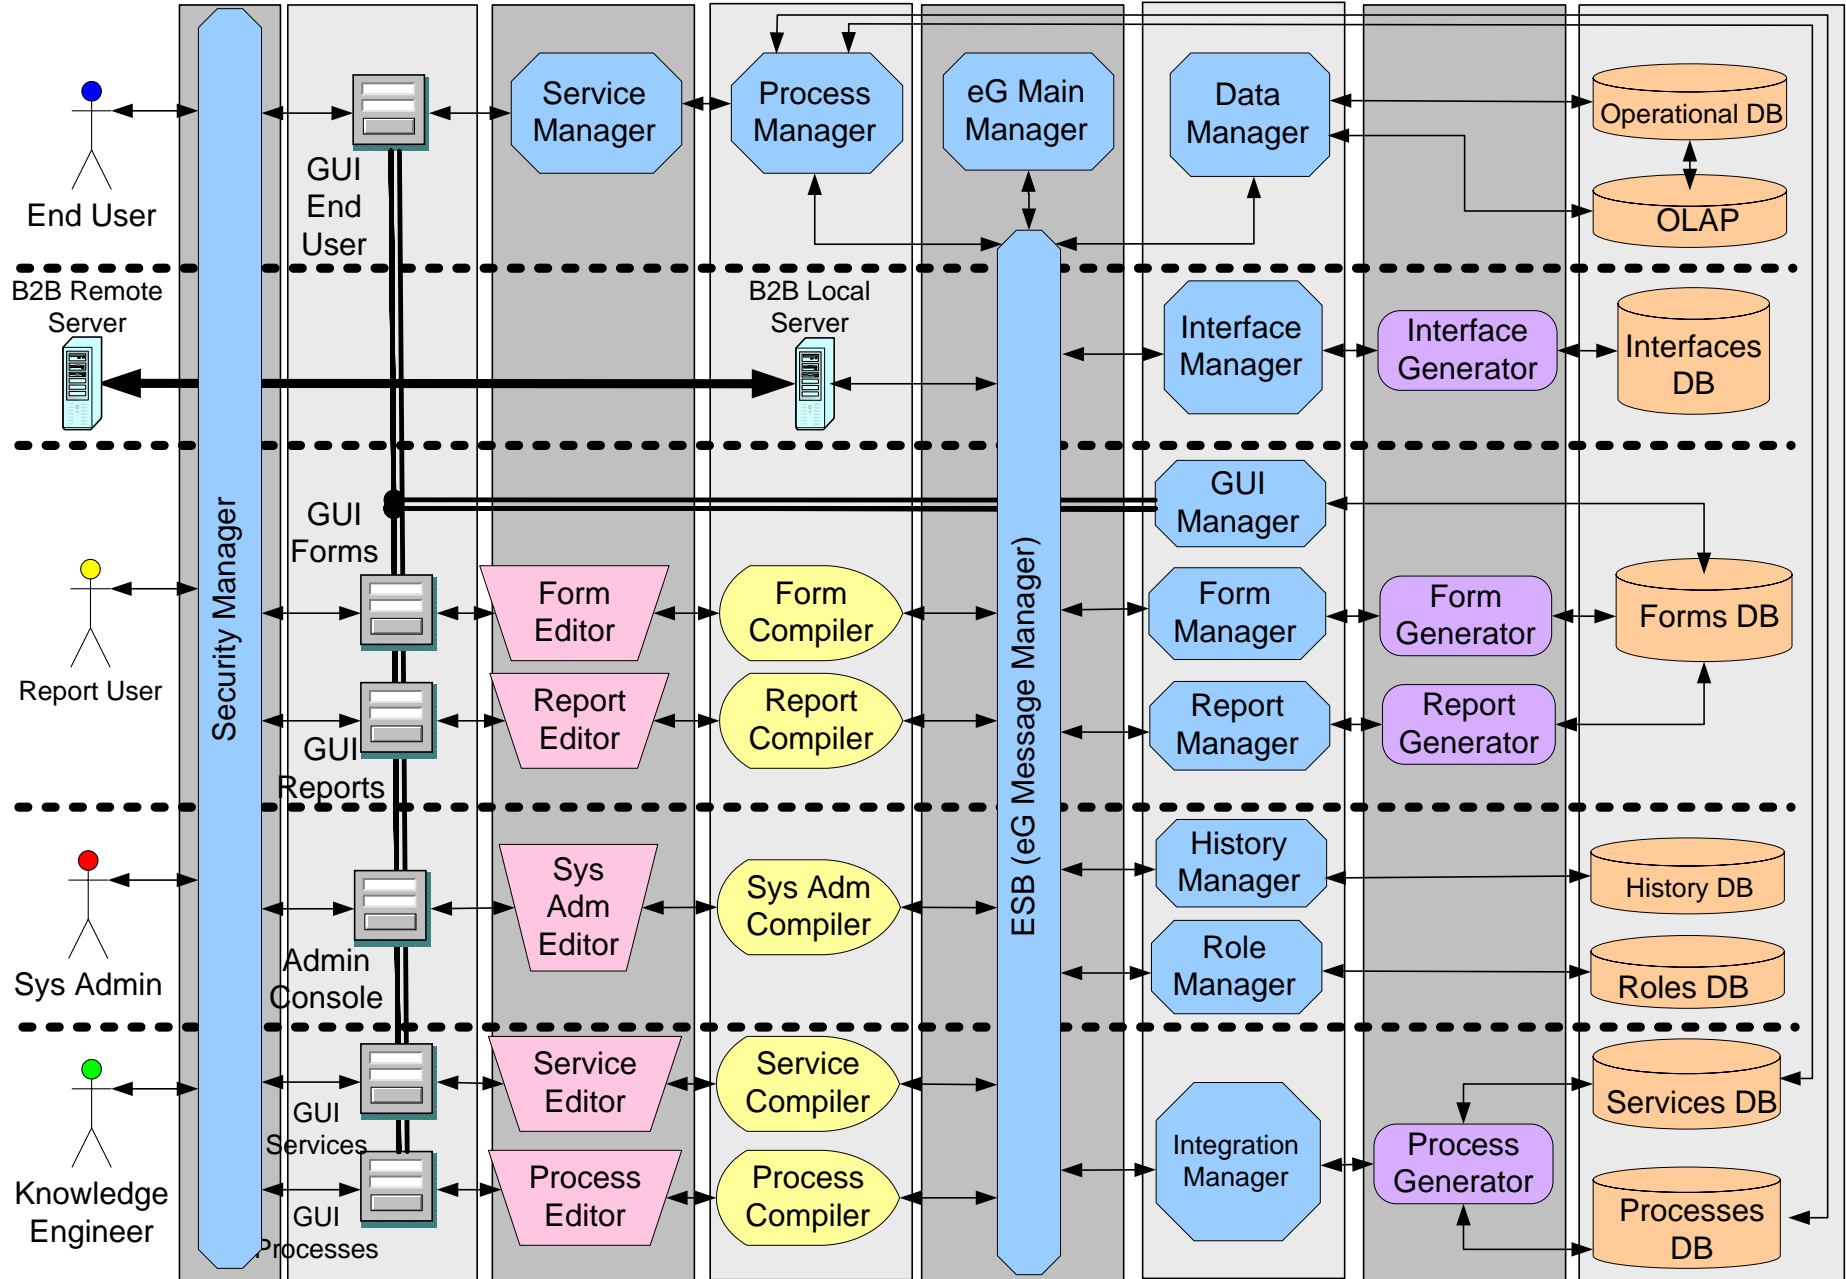 Service
Manager
Process
Manager
eG Main
Manager
Data
Manager
Operational DB
OLAP
End User
GUI
End
User
B2B Remote
Server
B2B Local
Server
Interface
Manager
Interface
Generator
Interfaces
DB
Security Manager
ESB (eG Message Manager)
GUI
Manager
GUI
Forms
Form
Editor
Form
Compiler
Form
Manager
Form
Generator
Forms DB
Report User
GUI
Reports
Report
Editor
Report
Compiler
Report
Manager
Report
Generator
History
Manager
History DB
Sys
Adm
Editor
Sys Adm
Compiler
Sys Admin
Admin
Console
Role
Manager
Roles DB
Service
Editor
Service
Compiler
Services DB
GUI
Services
Integration
Manager
Process
Generator
Knowledge
Engineer
GUI
Processes
Process
Editor
Process
Compiler
Processes
DB